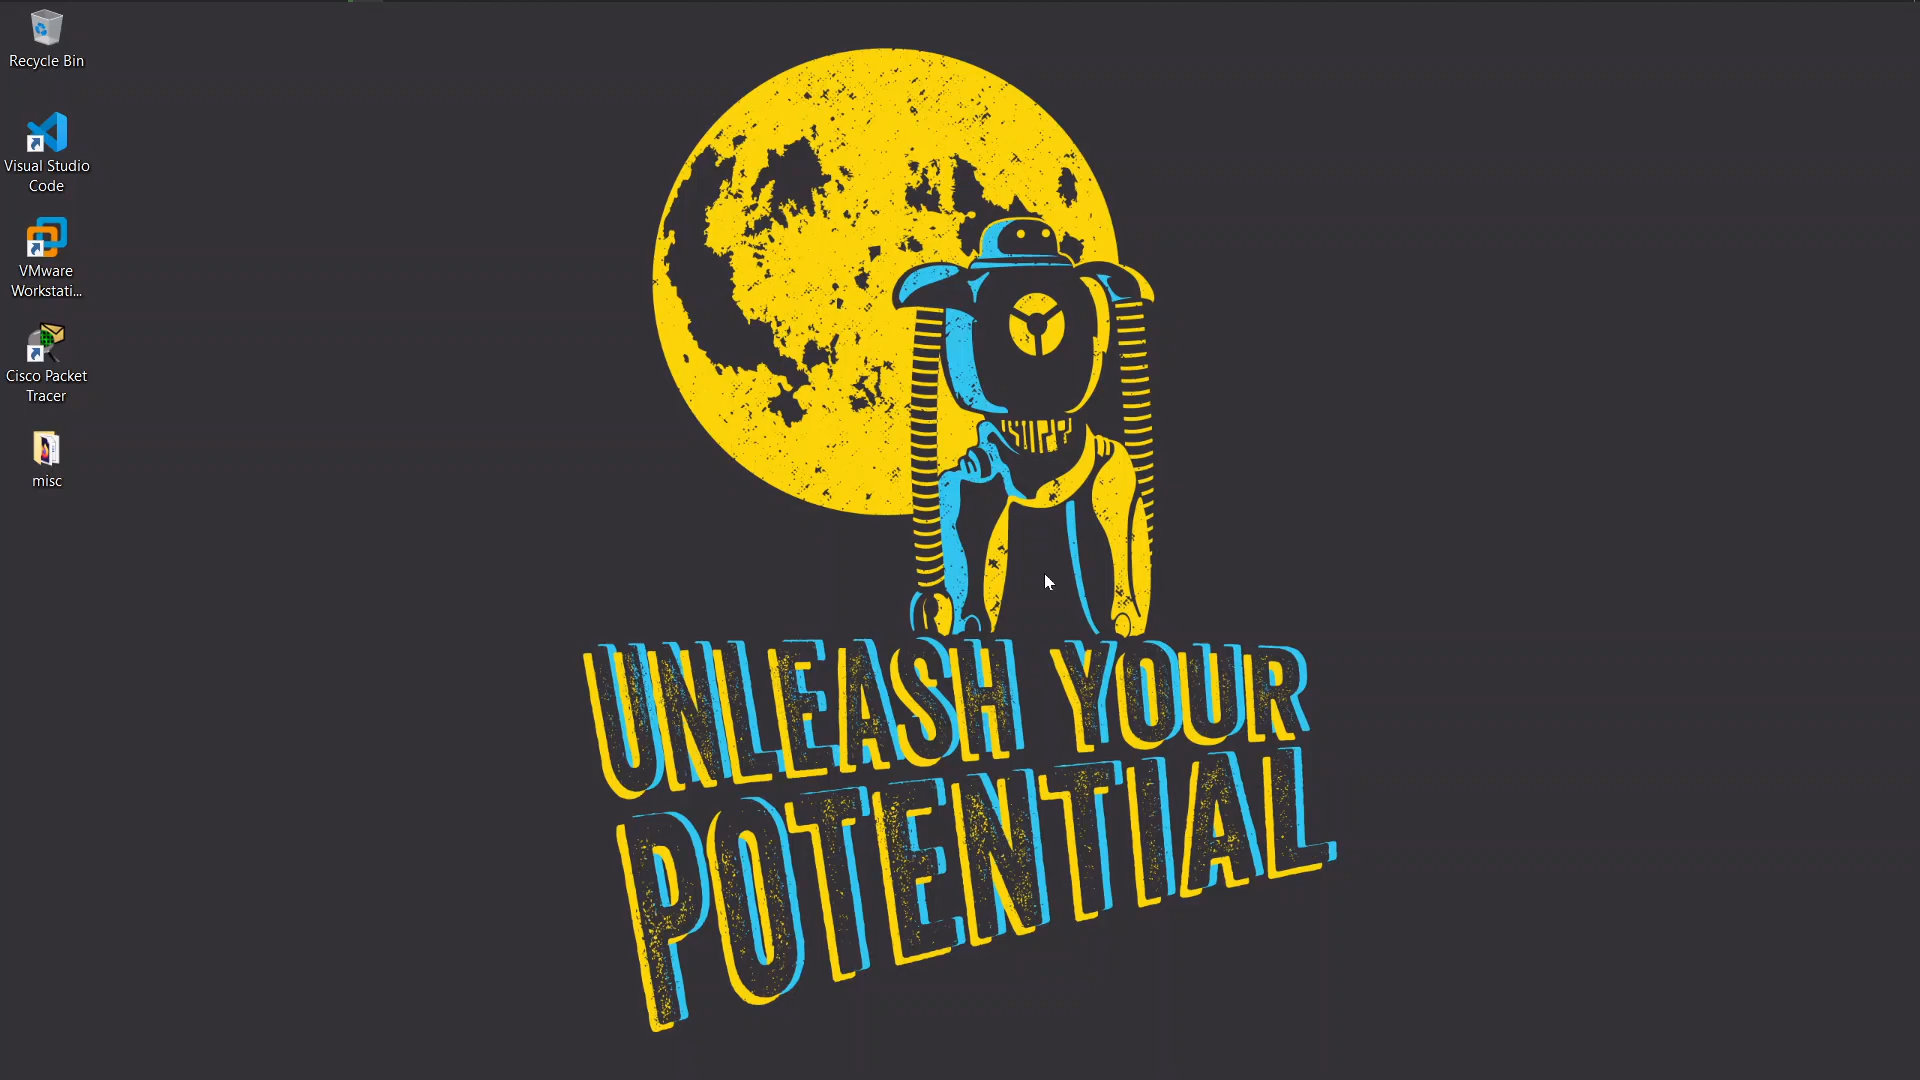 Recycle Bin
Visual Studio
Code
VMware
Workstati...
Cisco Packet
Tracer
misc
UNLEASH YOUR
POTENTIAL